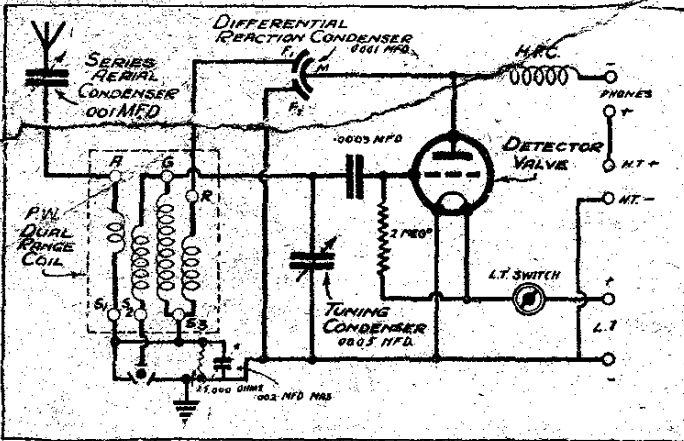 DIFFERENTIAL
REACTION CONDENSER
.0001 MFD.
F1
M
F2
H.F.C.
SERIES
AERIAL
CONDENSER
.001 MFD
-
PHONES
+
H.T+
H.T.-
.0003 MFD
DETECTOR
VALVE
A
G
R
P.W.
DUAL
RANGE
COIL
2 MEGº
L.T. SWITCH
+
L.T
-
S1
S2
S3
TUNING
CONDENSER
.0005 MFD.
25,000 OHMS
.002 MFD MAX